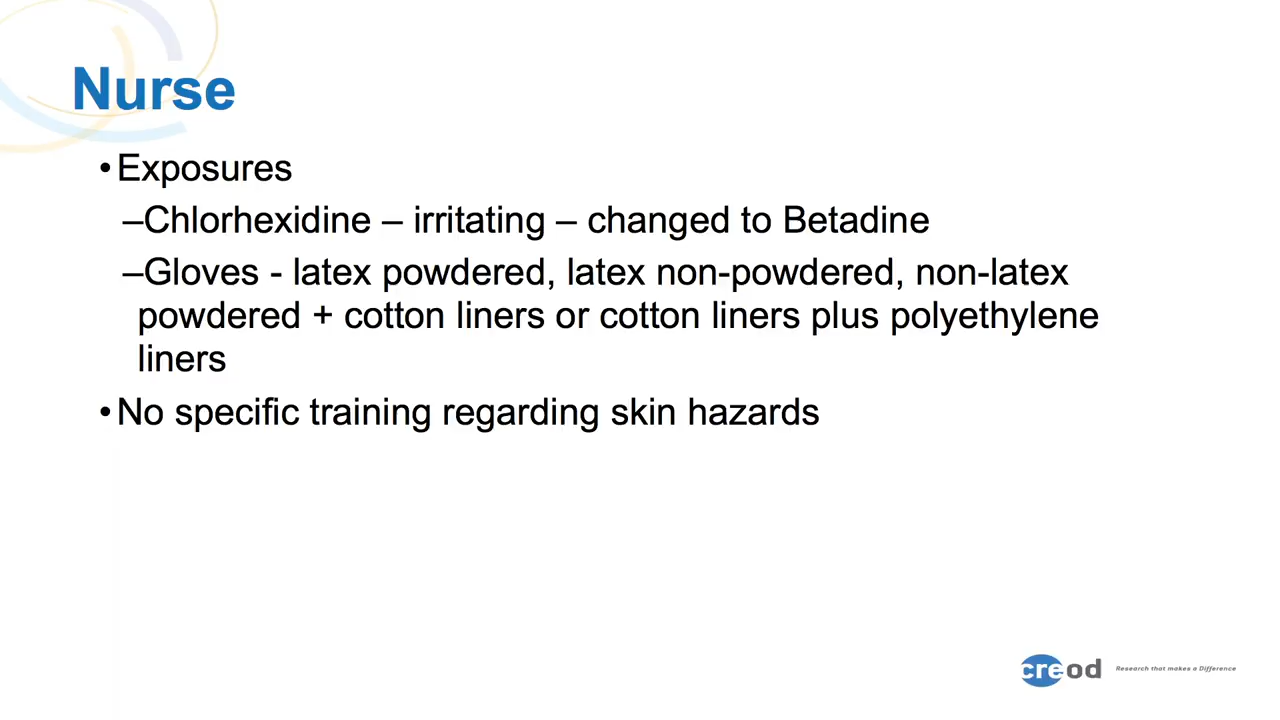 Nurse
•Exposures
–Chlorhexidine – irritating – changed to Betadine
–Gloves - latex powdered, latex non-powdered, non-latex
powdered + cotton liners or cotton liners plus polyethylene
liners
•No specific training regarding skin hazards
creod Research that makes a Difference